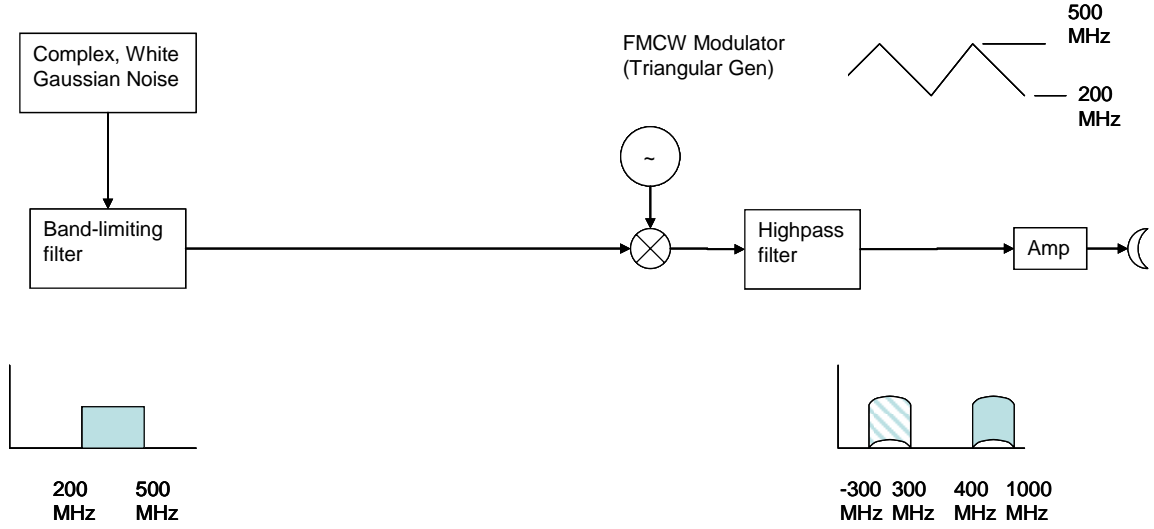 Complex, White
Gaussian Noise
FMCW Modulator
(Triangular Gen)
500
MHz
200
MHz
~
Band-limiting
filter
Highpass
filter
Amp
200
MHz
500
MHz
-300
MHz
300
MHz
400
MHz
1000
MHz